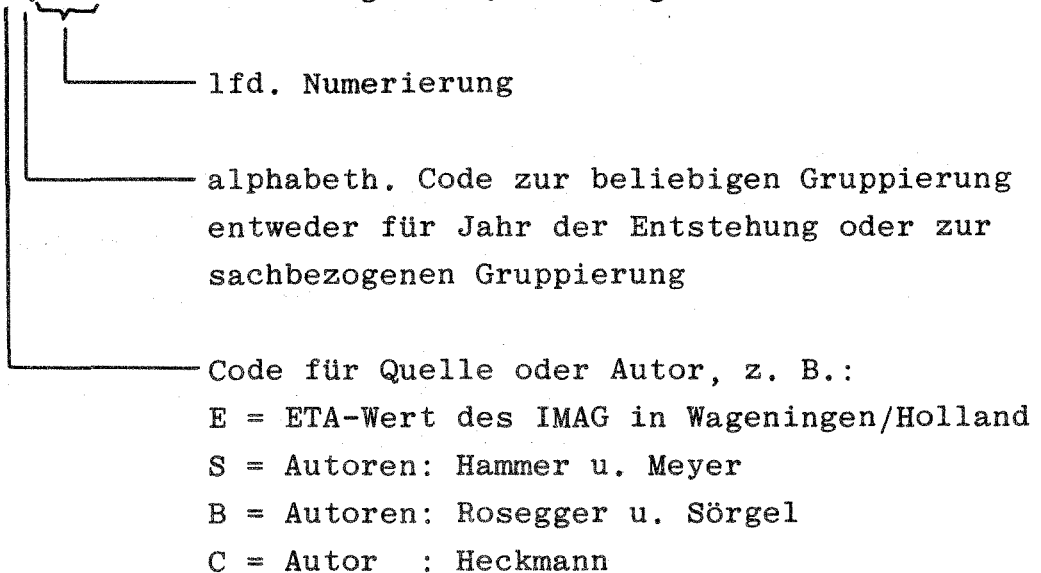 lfd. Numerierung
alphabeth. Code zur beliebigen Gruppierung
entweder für Jahr der Entstehung oder zur
sachbezogenen Gruppierung
Code für Quelle oder Autor, z. B.:
E = ETA-Wert des IMAG in Wageningen/Holland
S = Autoren: Hammer u. Meyer
B = Autoren: Rosegger u. Sörgel
C = Autor : Heckmann